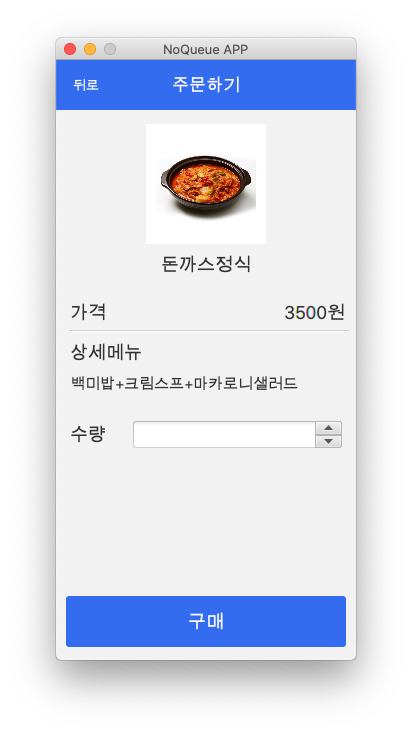 NoQueue APP
뒤로
주문하기
돈까스정식
가격
3500원
상세메뉴
백미밥+크림스프+마카로니샐러드
수량
구매